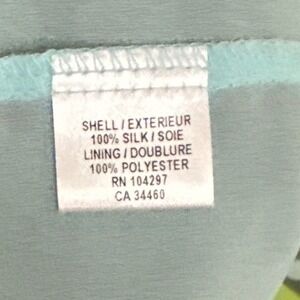 SHELL / EXTERIEUR
100% SILK / SOIE
LINING / DOUBLURE
100% POLYESTER
RN 104297
CA 34460